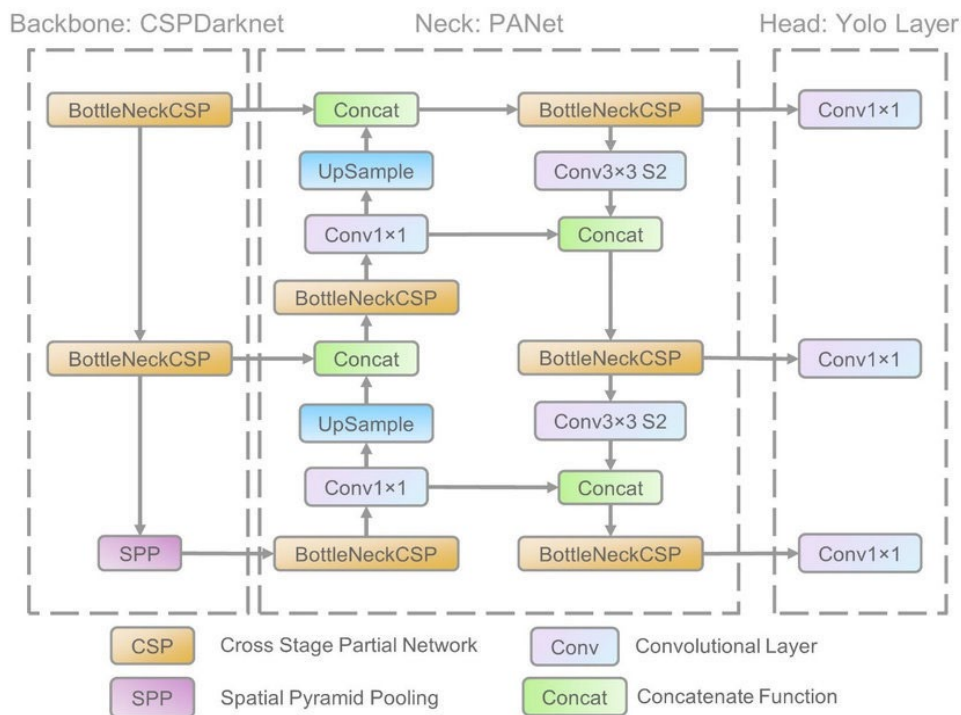 Backbone: CSPDarknet
Neck: PANet
Head: Yolo Layer
BottleNeckCSP
Concat
BottleNeckCSP
Conv1×1
UpSample
Conv3×3 S2
Conv1×1
Concat
BottleNeckCSP
BottleNeckCSP
Concat
BottleNeckCSP
Conv1×1
UpSample
Conv3×3 S2
Conv1×1
Concat
SPP
BottleNeckCSP
BottleNeckCSP
Conv1×1
CSP
Cross Stage Partial Network
Conv
Convolutional Layer
SPP
Spatial Pyramid Pooling
Concat
Concatenate Function